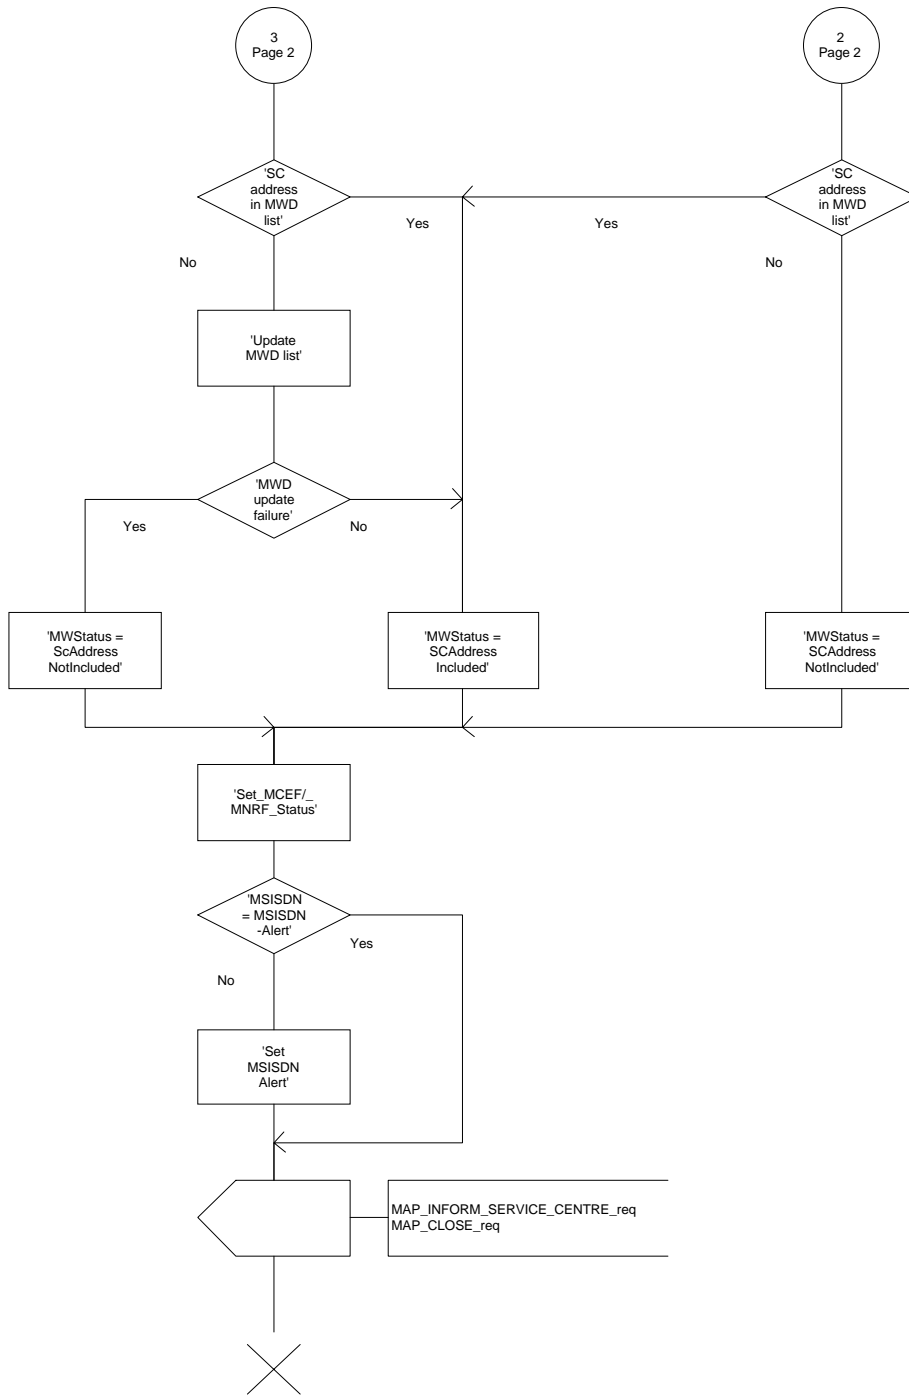 3
Page 2
2
Page 2
'SC
address
in MWD
list'
'SC
address
in MWD
list'
Yes
Yes
No
No
'Update
MWD list'
'MWD
update
failure'
Yes
No
'MWStatus =
ScAddress
NotIncluded'
'MWStatus =
SCAddress
Included'
'MWStatus =
SCAddress
NotIncluded'
'Set_MCEF/_
MNRF_Status'
'MSISDN
= MSISDN
-Alert'
Yes
No
'Set
MSISDN
Alert'
MAP_INFORM_SERVICE_CENTRE_req
MAP_CLOSE_req